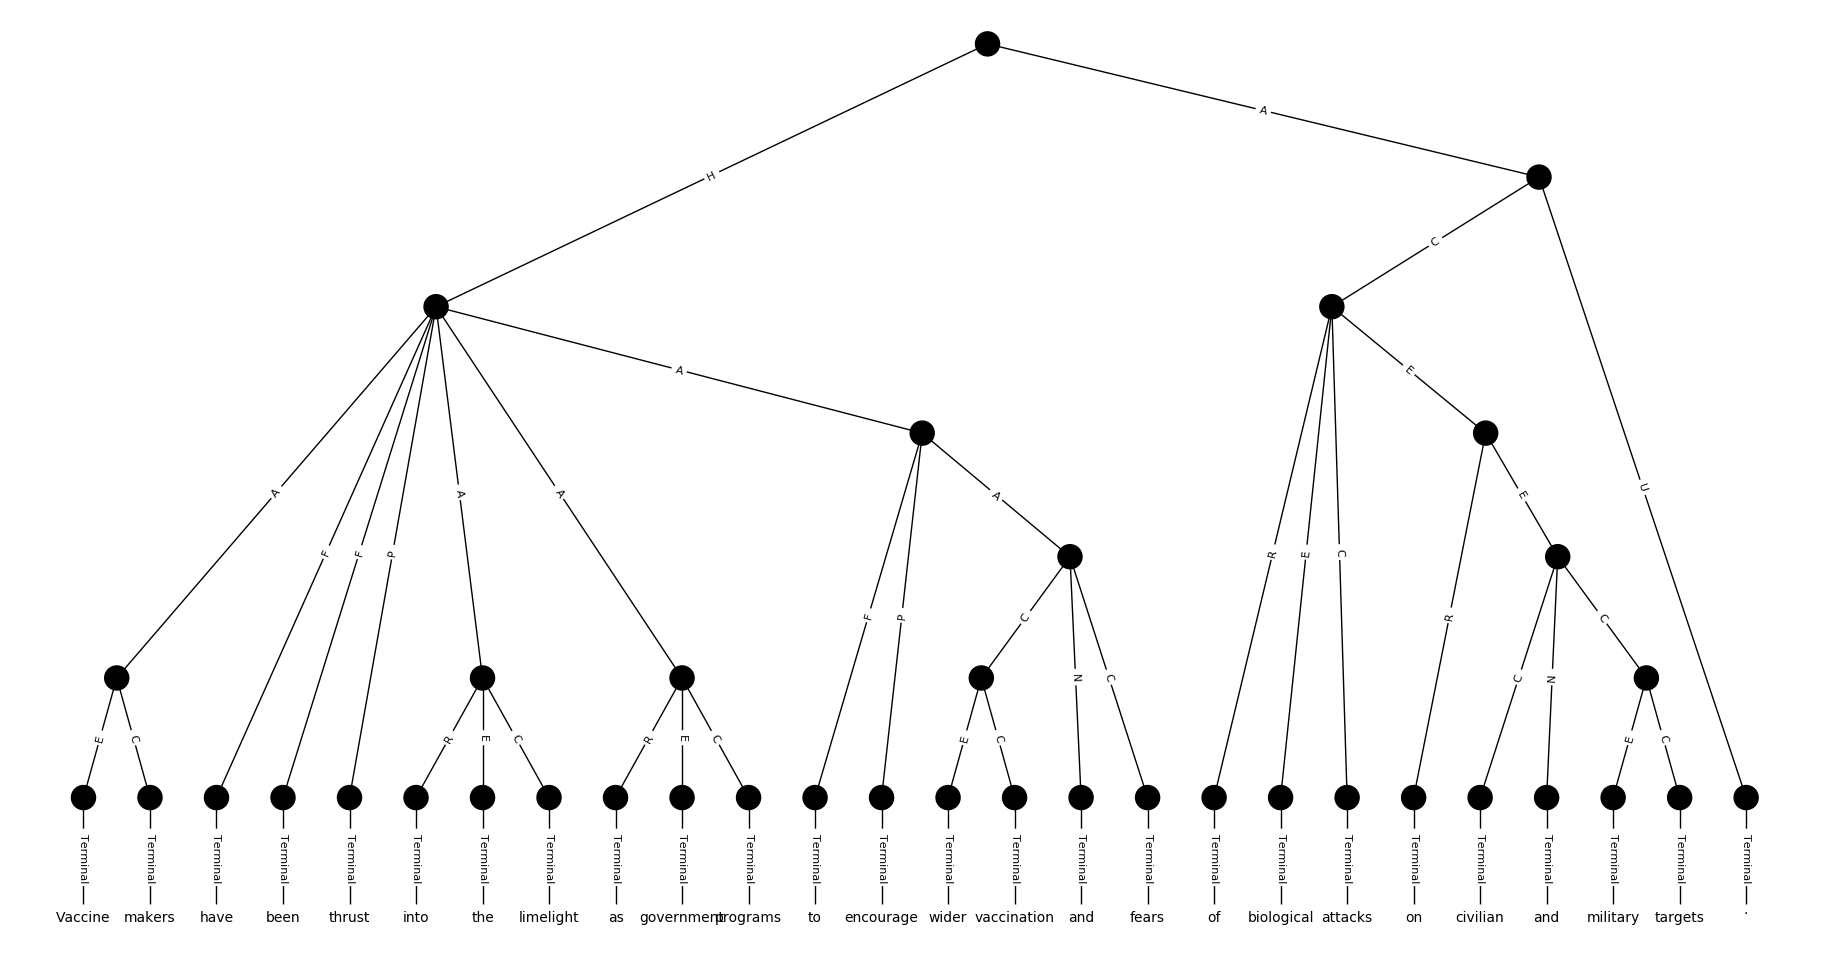 A
H
C
A
E
A
E
A
A
U
F
F
P
R
E
C
F
P
C
R
C
N
C
C
N
E
C
R
E
C
R
E
C
E
C
E
C
Terminal Terminal Terminal Terminal Terminal Terminal Terminal Terminal Terminal Terminal Terminal Terminal Terminal Terminal Terminal Terminal Terminal Terminal Terminal Terminal Terminal Terminal Terminal Terminal Terminal Terminal
Vaccine makers have been thrust into the limelight as government programs to encourage wider vaccination and fears of biological attacks on civilian and military targets .